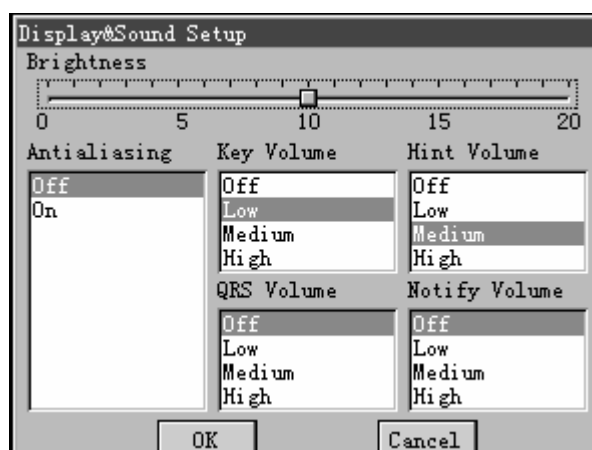 Display&Sound Setup
Brightness
0 5 10 15 20
Antialiasing
Off
On
Key Volume
Off
Low
Medium
High
Hint Volume
Off
Low
Medium
High
QRS Volume
Off
Low
Medium
High
Notify Volume
Off
Low
Medium
High
OK Cancel